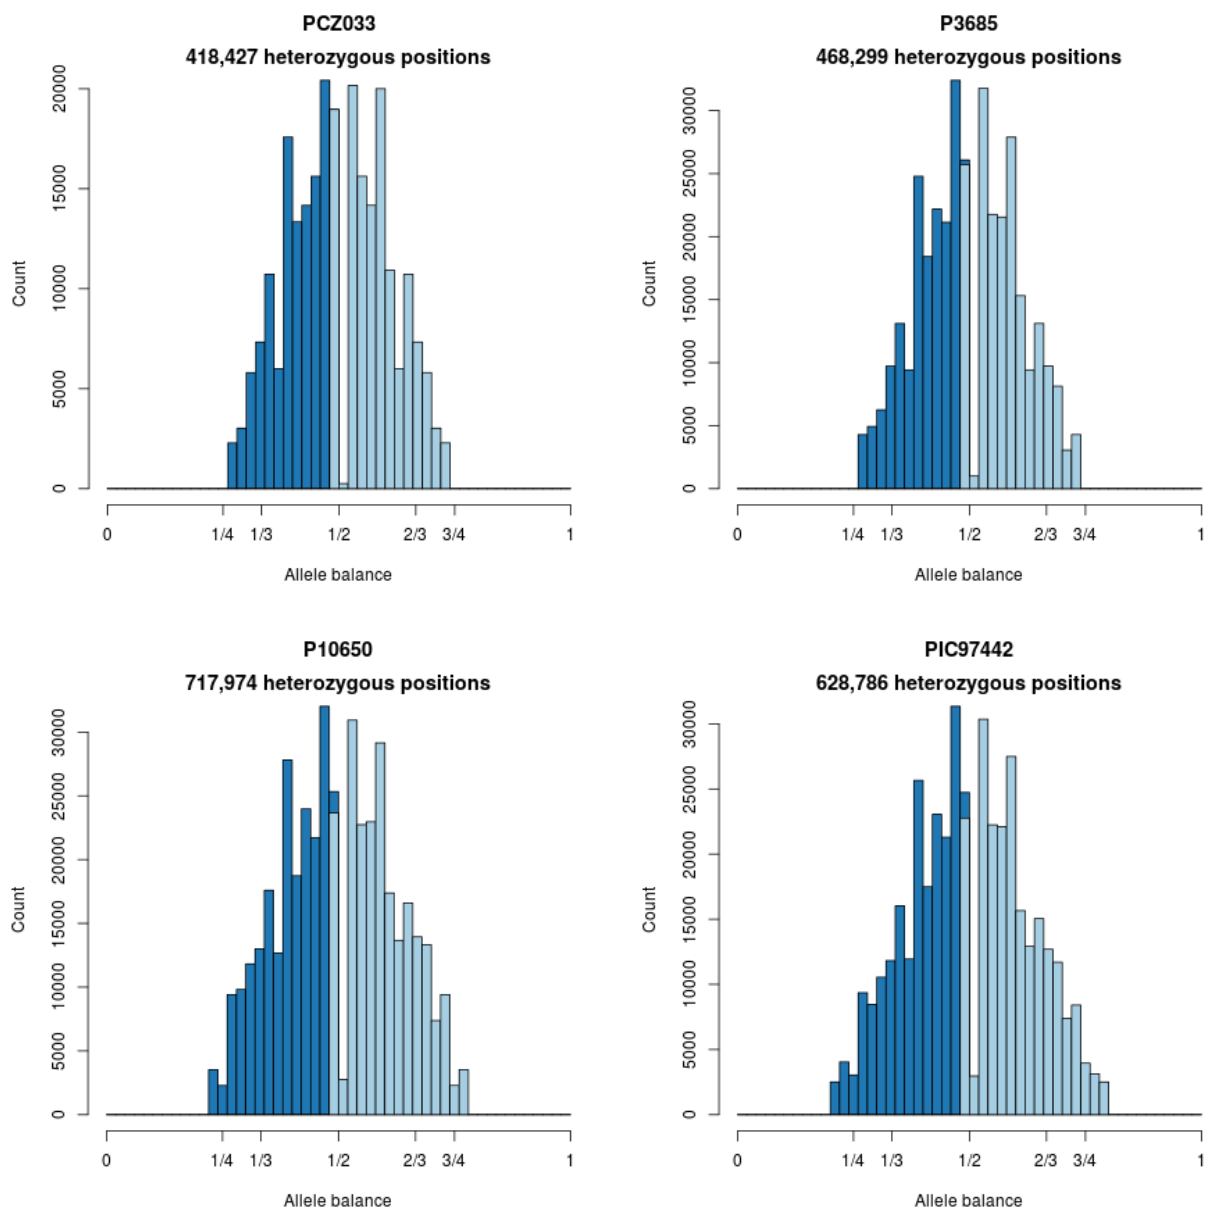 PCZ033
418,427 heterozygous positions
Count
0
5000
10000
15000
20000
0 1/4 1/3 1/2 2/3 3/4 1
Allele balance
P3685
468,299 heterozygous positions
Count
0
5000
10000
15000
20000
25000
30000
0 1/4 1/3 1/2 2/3 3/4 1
Allele balance
P10650
717,974 heterozygous positions
Count
0
5000
10000
15000
20000
25000
30000
0 1/4 1/3 1/2 2/3 3/4 1
Allele balance
PIC97442
628,786 heterozygous positions
Count
0
5000
10000
15000
20000
25000
30000
0 1/4 1/3 1/2 2/3 3/4 1
Allele balance